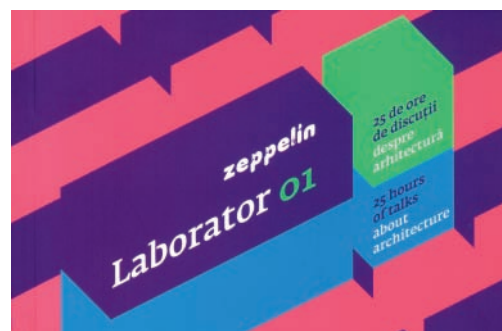 zeppelin
Laborator 01
25 de ore
de discuții
despre
arhitectură
25 hours
of talks
about
architecture